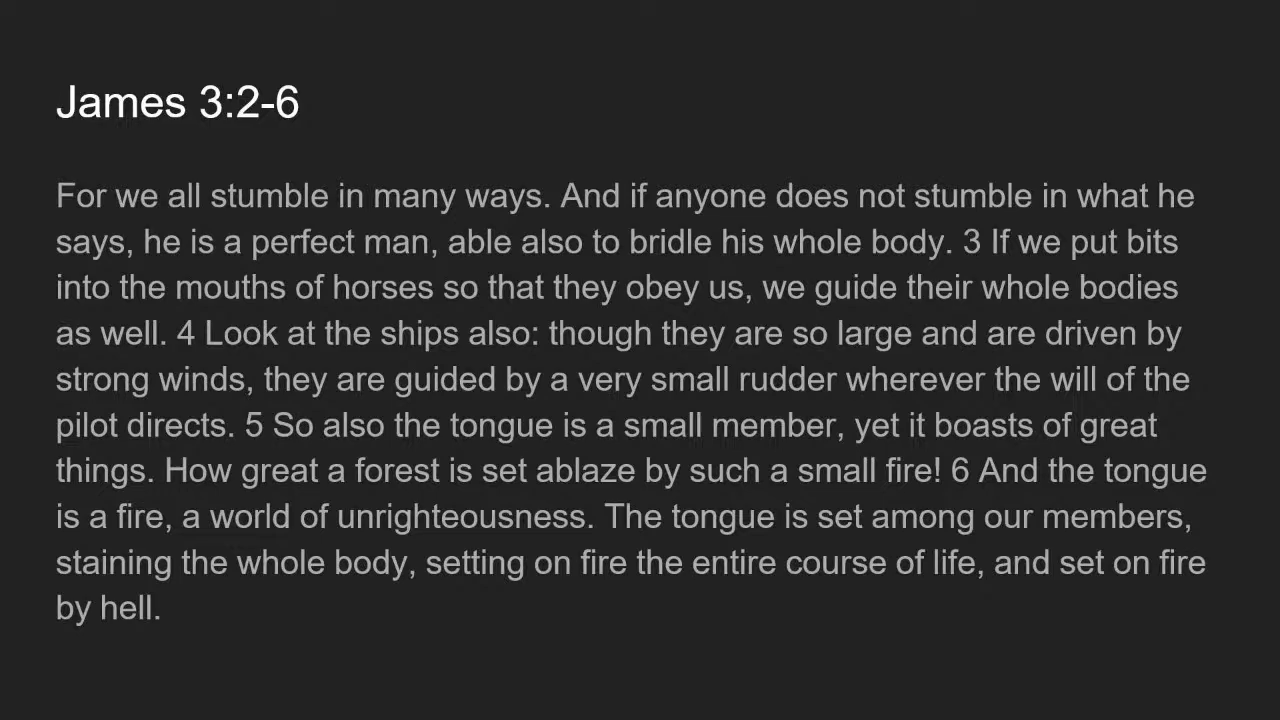 James 3:2-6
For we all stumble in many ways. And if anyone does not stumble in what he
says, he is a perfect man, able also to bridle his whole body. 3 If we put bits
into the mouths of horses so that they obey us, we guide their whole bodies
as well. 4 Look at the ships also: though they are so large and are driven by
strong winds, they are guided by a very small rudder wherever the will of the
pilot directs. 5 So also the tongue is a small member, yet it boasts of great
things. How great a forest is set ablaze by such a small fire! 6 And the tongue
is a fire, a world of unrighteousness. The tongue is set among our members,
staining the whole body, setting on fire the entire course of life, and set on fire
by hell.